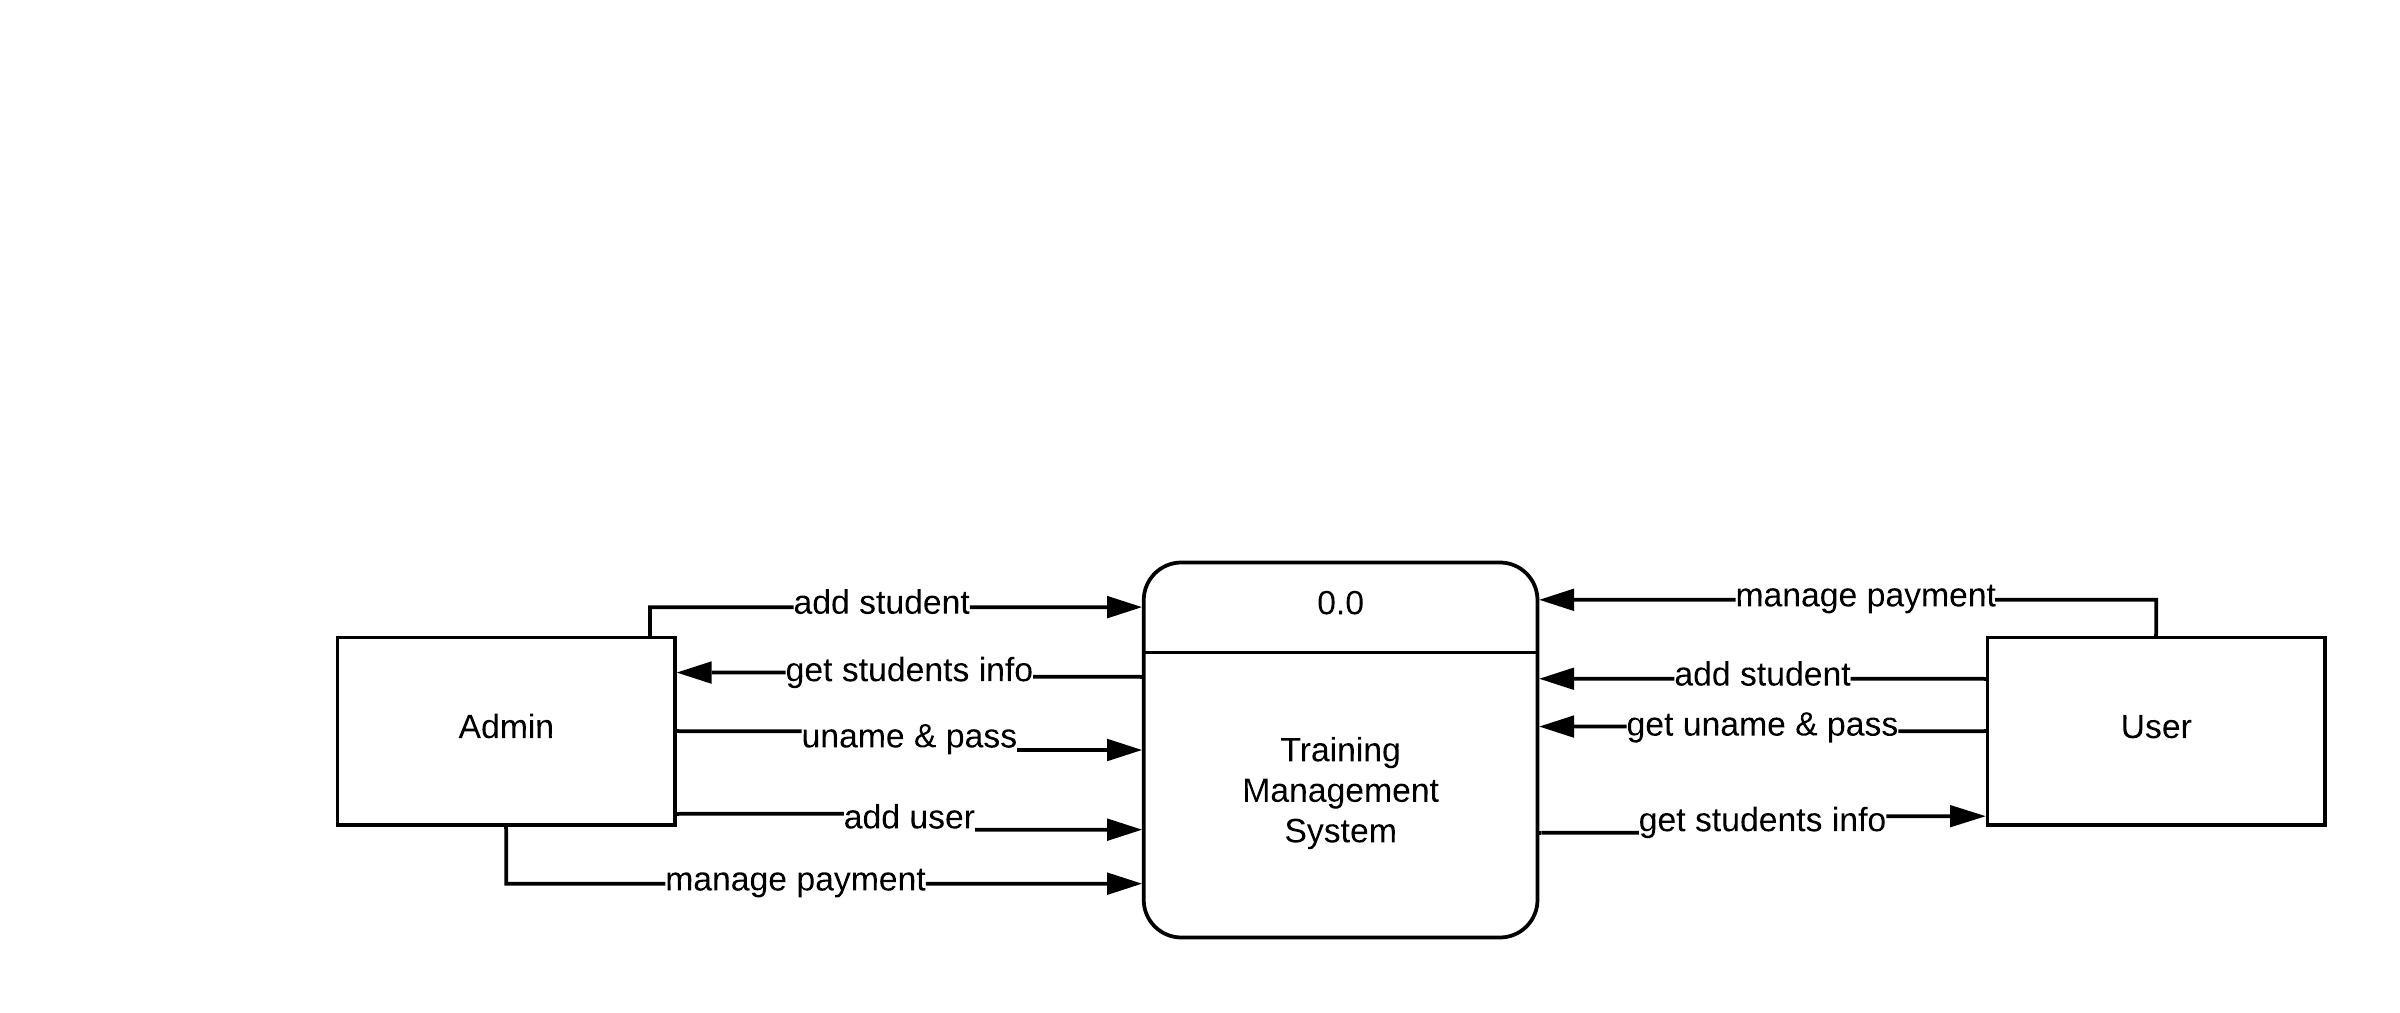 add student
get students info
Admin
uname & pass
add user
manage payment
0.0
Training
Management
System
manage payment
add student
get uname & pass
User
get students info